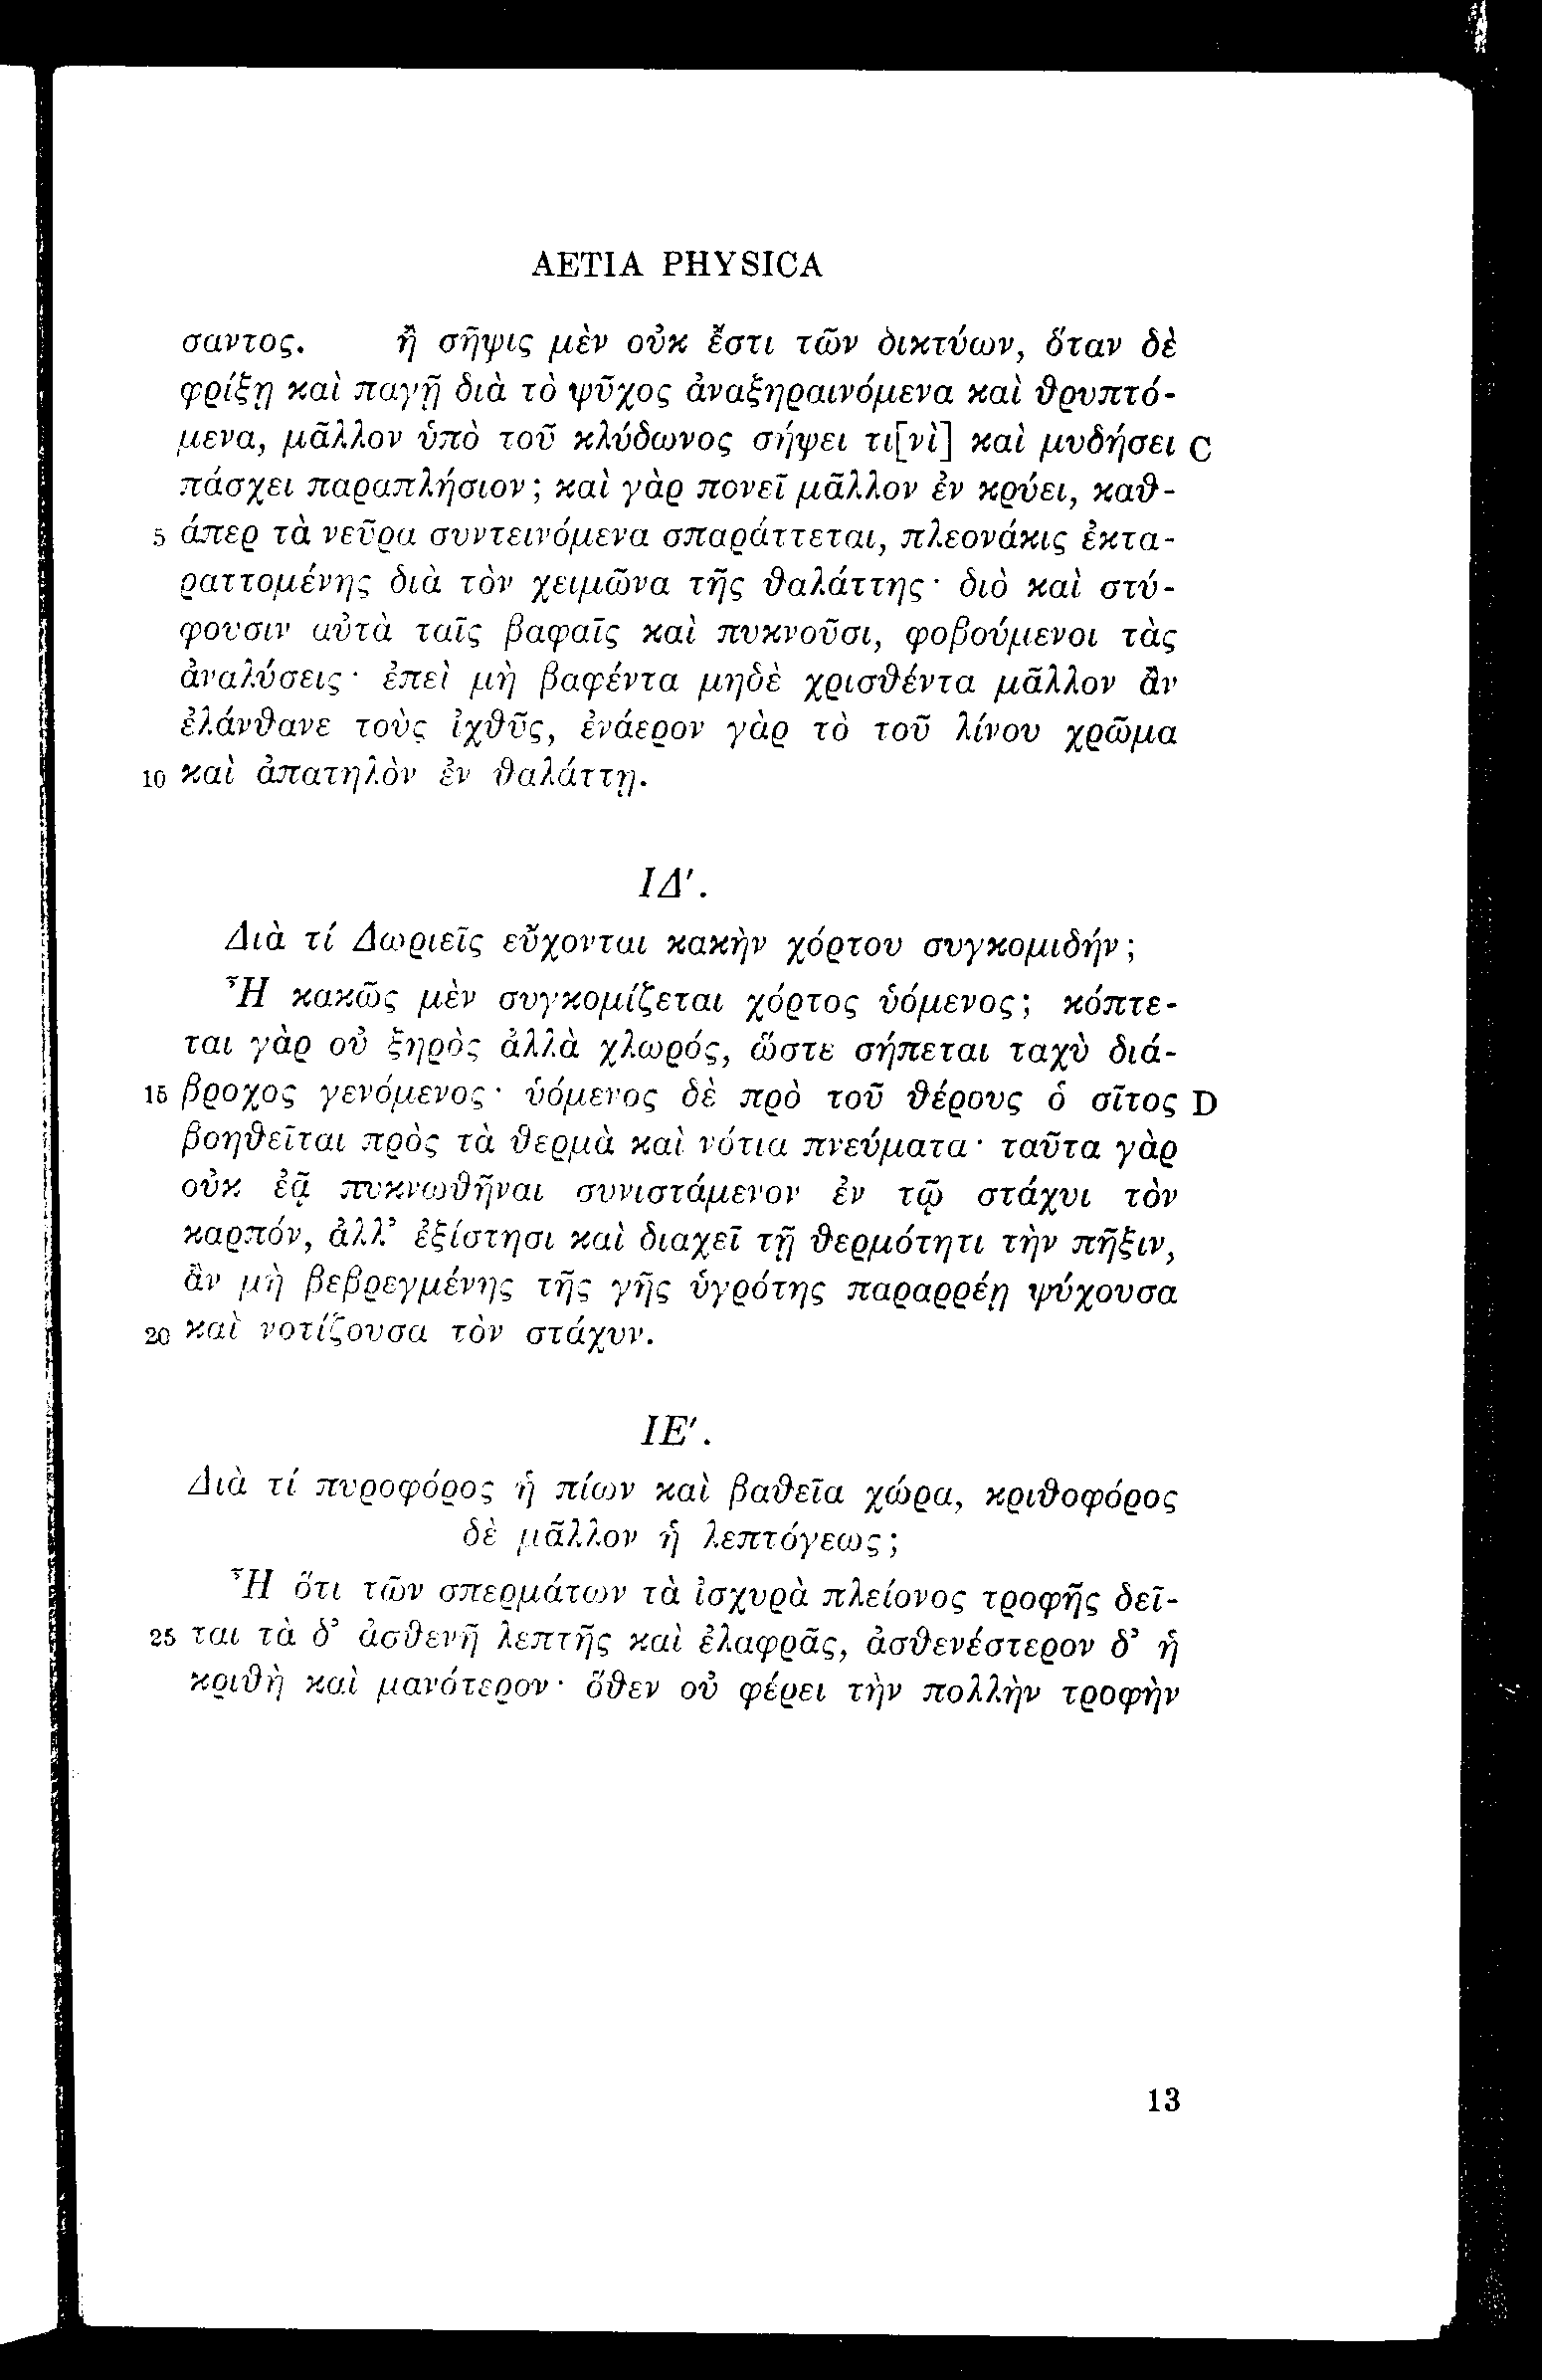 AETIA PHYSICA
σαντος. ἢ σῆψις μὲν οὐκ ἔστι τῶν δικτύων, ὅταν δὲ
φρίξῃ καὶ παγῇ διὰ τὸ ψῦχος ἀναξηραινόμενα καὶ θρυπτό-
μενα, μᾶλλον ὑπὸ τοῦ κλύδωνος σήψει τι[νὶ] καὶ μυδήσει C
πάσχει παραπλήσιον; καὶ γὰρ πονεῖ μᾶλλον ἐν κρύει, καθ-
5 άπερ τὰ νεῦρα συντεινόμενα σπαράττεται, πλεονάκις ἐκτα-
ραττομένης διὰ τὸν χειμῶνα τῆς θαλάττης· διὸ καὶ στύ-
φουσιν αὐτὰ ταῖς βαφαῖς καὶ πυκνοῦσι, φοβούμενοι τὰς
ἀναλύσεις· ἐπεὶ μὴ βαφέντα μηδὲ χρισθέντα μᾶλλον ἂν
ἐλάνθανε τοὺς ἰχθῦς, ἐνάερον γὰρ τὸ τοῦ λίνου χρῶμα
10 καὶ ἀπατηλὸν ἐν θαλάττῃ.
ΙΔ'.
Διὰ τί Δωριεῖς εὔχονται κακὴν χόρτου συγκομιδήν;
Ἦ κακῶς μὲν συγκομίζεται χόρτος ὑόμενος; κόπτε-
ται γὰρ οὐ ξηρὸς ἀλλὰ χλωρός, ὥστε σήπεται ταχὺ διά-
15 βροχος γενόμενος· ὑόμενος δὲ πρὸ τοῦ θέρους ὁ σῖτος D
βοηθεῖται πρὸς τὰ θερμὰ καὶ νότια πνεύματα· ταῦτα γὰρ
οὐκ ἐᾷ πυκνωθῆναι συνιστάμενον ἐν τῷ στάχυι τὸν
καρπόν, ἀλλ' ἐξίστησι καὶ διαχεῖ τῇ θερμότητι τὴν πῆξιν,
ἂν μὴ βεβρεγμένης τῆς γῆς ὑγρότης παραρρέῃ ψύχουσα
20 καὶ νοτίζουσα τὸν στάχυν.
ΙΕ'.
Διὰ τί πυροφόρος ἡ πίων καὶ βαθεῖα χώρα, κριθοφόρος
δὲ μᾶλλον ἡ λεπτόγεως;
Ἦ ὅτι τῶν σπερμάτων τὰ ἰσχυρὰ πλείονος τροφῆς δεῖ-
25 ται τὰ δ' ἀσθενῆ λεπτῆς καὶ ἐλαφρᾶς, ἀσθενέστερον δ' ἡ
κριθὴ καὶ μανότερον· ὅθεν οὐ φέρει τὴν πολλὴν τροφὴν
13